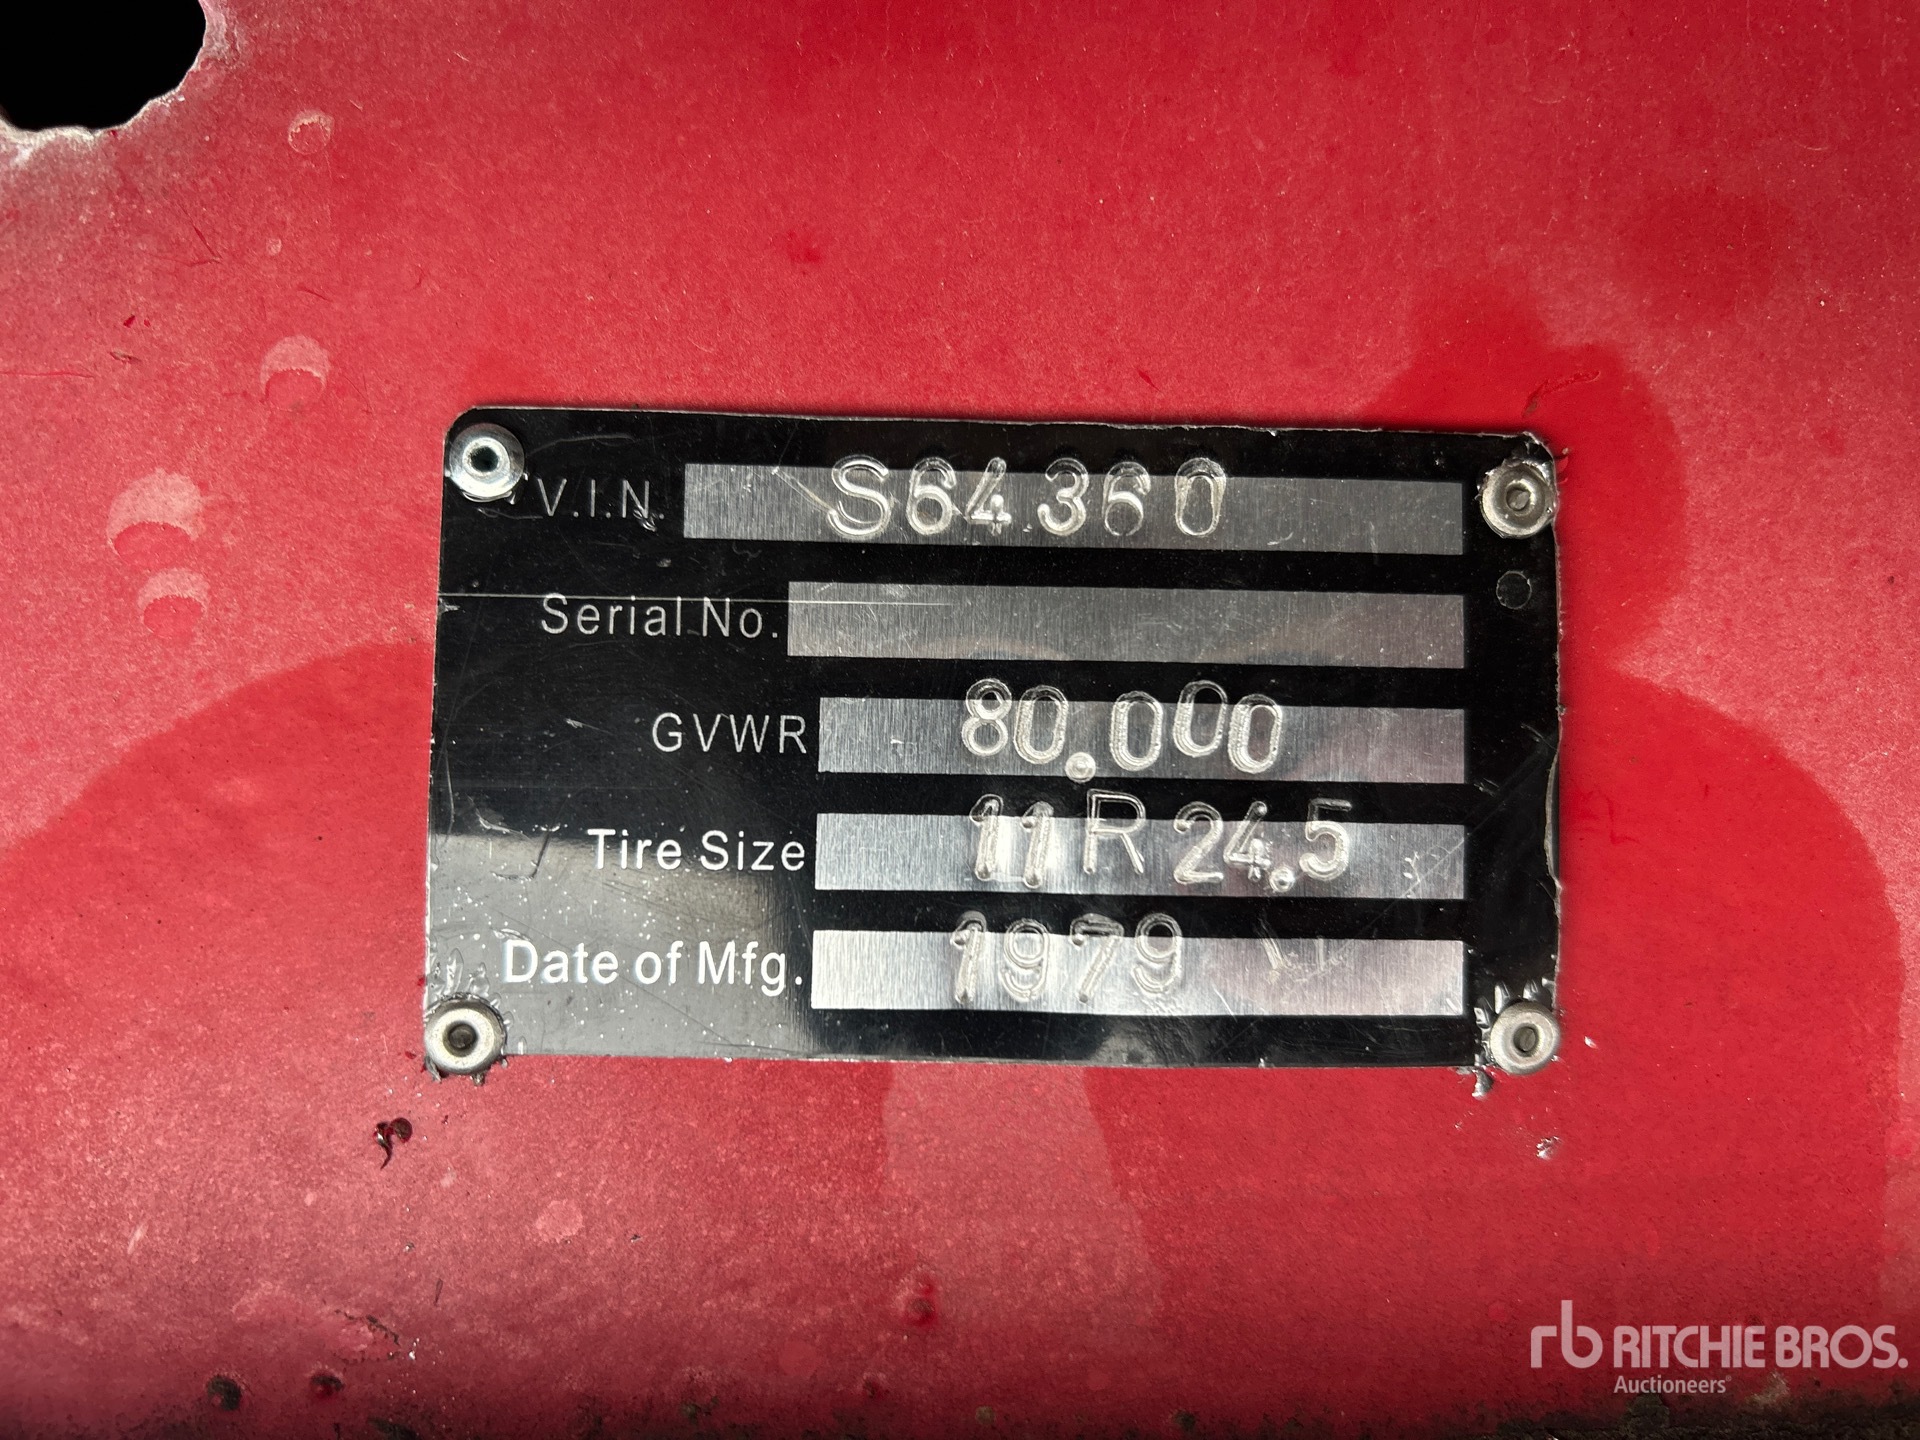 V.I.N. S64360
Serial No.
GVWR 80.000
Tire Size 11R24.5
Date of Mfg. 1979
rb RITCHIE BROS.
Auctioneers